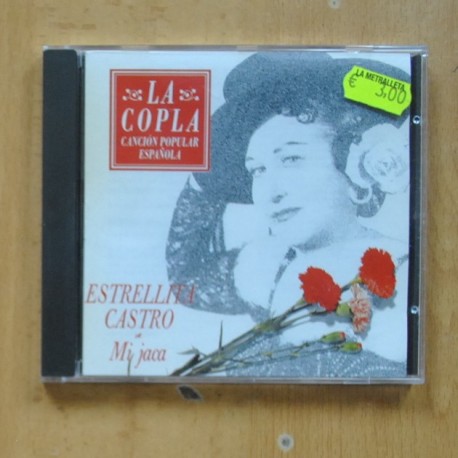 LA
COPLA
CANCIÓN POPULAR
ESPAÑOLA
LA METRALLETA
€ 3,00
ESTRELLITA
CASTRO
Mi jaca